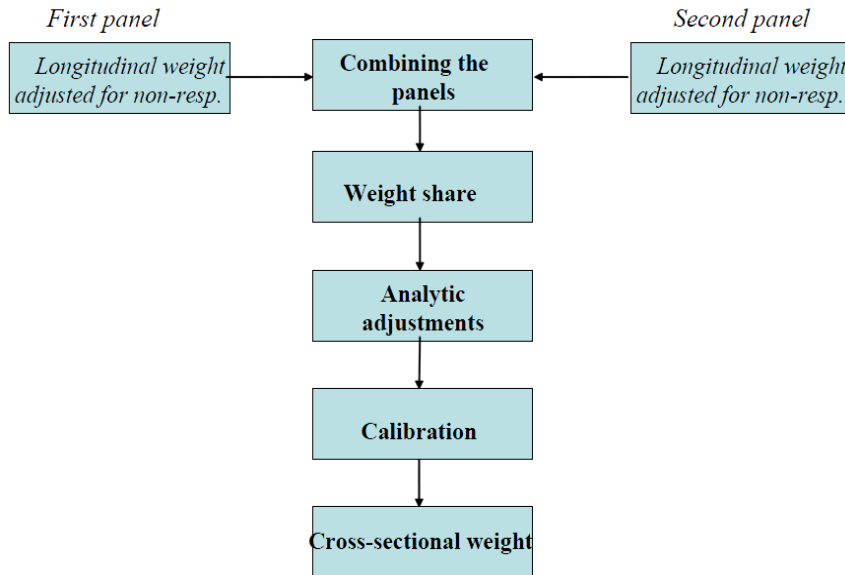 First panel
Second panel
Longitudinal weight
adjusted for non-resp.
Combining the
panels
Longitudinal weight
adjusted for non-resp.
Weight share
Analytic
adjustments
Calibration
Cross-sectional weight